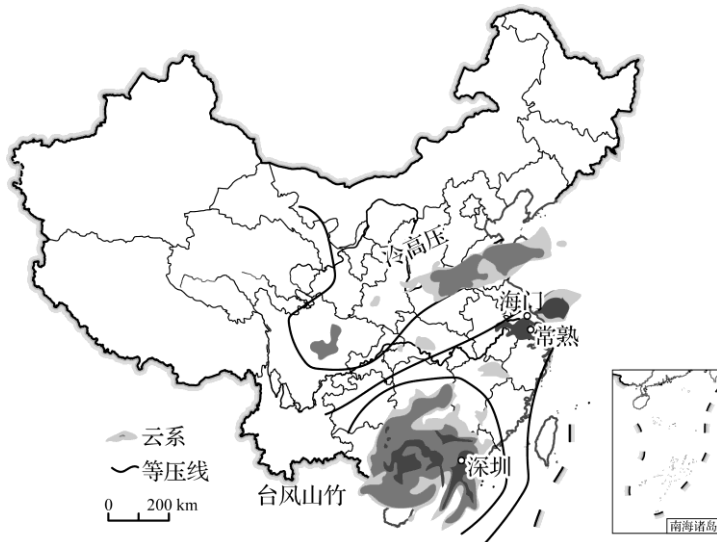 冷高压
海门
常熟
云系
等压线
深圳
台风山竹
0 200 km
南海诸岛